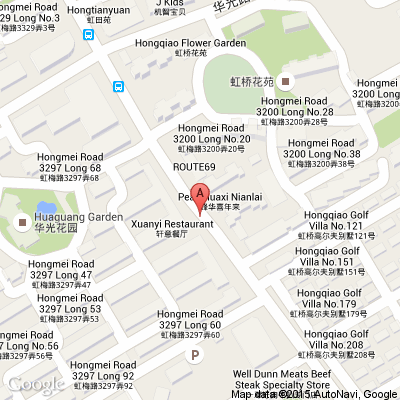 Hongmei Road
3329 Long No.3
虹梅路3329弄3号
Hongtianyuan
虹田苑
J Kids
机智宝贝
华光路
Hongqiao Flower Garden
虹桥花苑
虹桥花苑
Hongmei Road
3200 Long No.
虹梅路3200弄
Hongmei Road
3200 Long No.28
虹梅路3200弄28号
Hongmei Road
3200 Long No.20
虹梅路3200弄20号
Hongmei Road
3200 Long No.38
虹梅路3200弄38号
Hongmei Road
3297 Long 68
虹梅路3297弄68
ROUTE69
A
Huaxi Nianlai
华喜年来
Huaguang Garden
华光花园
Xuanyi Restaurant
轩意餐厅
Hongqiao Golf
Villa No.121
虹桥高尔夫别墅121号
Hongqiao Golf
Villa No.151
虹桥高尔夫别墅151号
Hongmei Road
3297 Long 47
虹梅路3297弄47
Hongmei Road
3297 Long 53
虹梅路3297弄53
Hongqiao Golf
Villa No.179
虹桥高尔夫别墅179号
Hongmei Road
3297 Long 60
虹梅路3297弄60
Hongmei Road
3297 Long No.56
虹梅路3297弄56号
Hongqiao Golf
Villa No.208
虹桥高尔夫别墅208号
P
Hongmei Road
3297 Long 92
虹梅路3297弄92
Well Dunn Meats Beef
Steak Specialty Store
Google
Map data ©2015 AutoNavi, Google